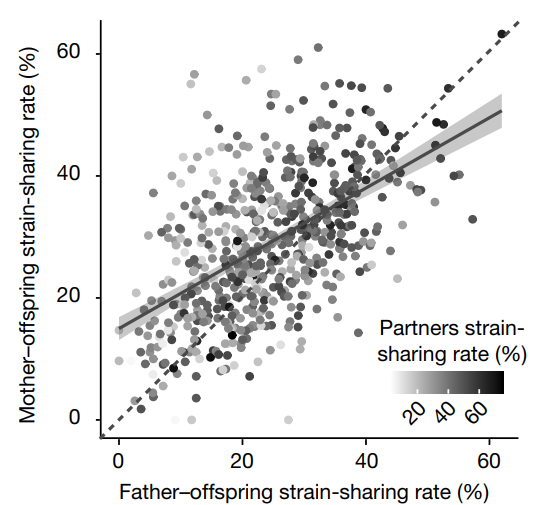 60
40
20
0
Mother–offspring strain-sharing rate (%)
Partners strain-
sharing rate (%)
20 40 60
0 20 40 60
Father–offspring strain-sharing rate (%)